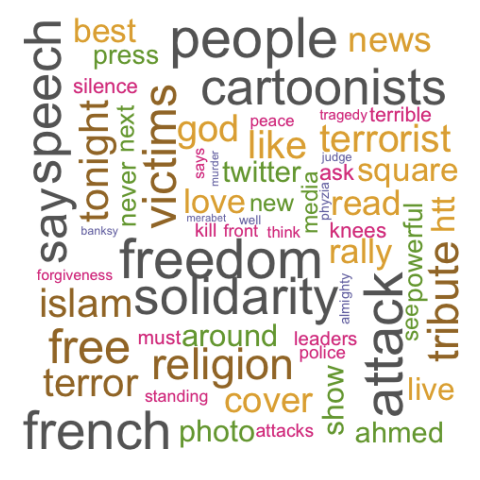 speech
say
best
press
people
news
cartoonists
silence
tonight
never next
victims
god
like
peace
tragedy
terrible
terrorist
says
murder
twitter
judge
ask
square
love
new
media
phyzia
read
merabet
well
banksy
kill
front
think
knees
powerful
see
htt
freedom
rally
forgiveness
solidarity
almighty
islam
attack
tribute
free
must
around
leaders
police
religion
terror
standing
cover
show
live
french
photo
attacks
ahmed